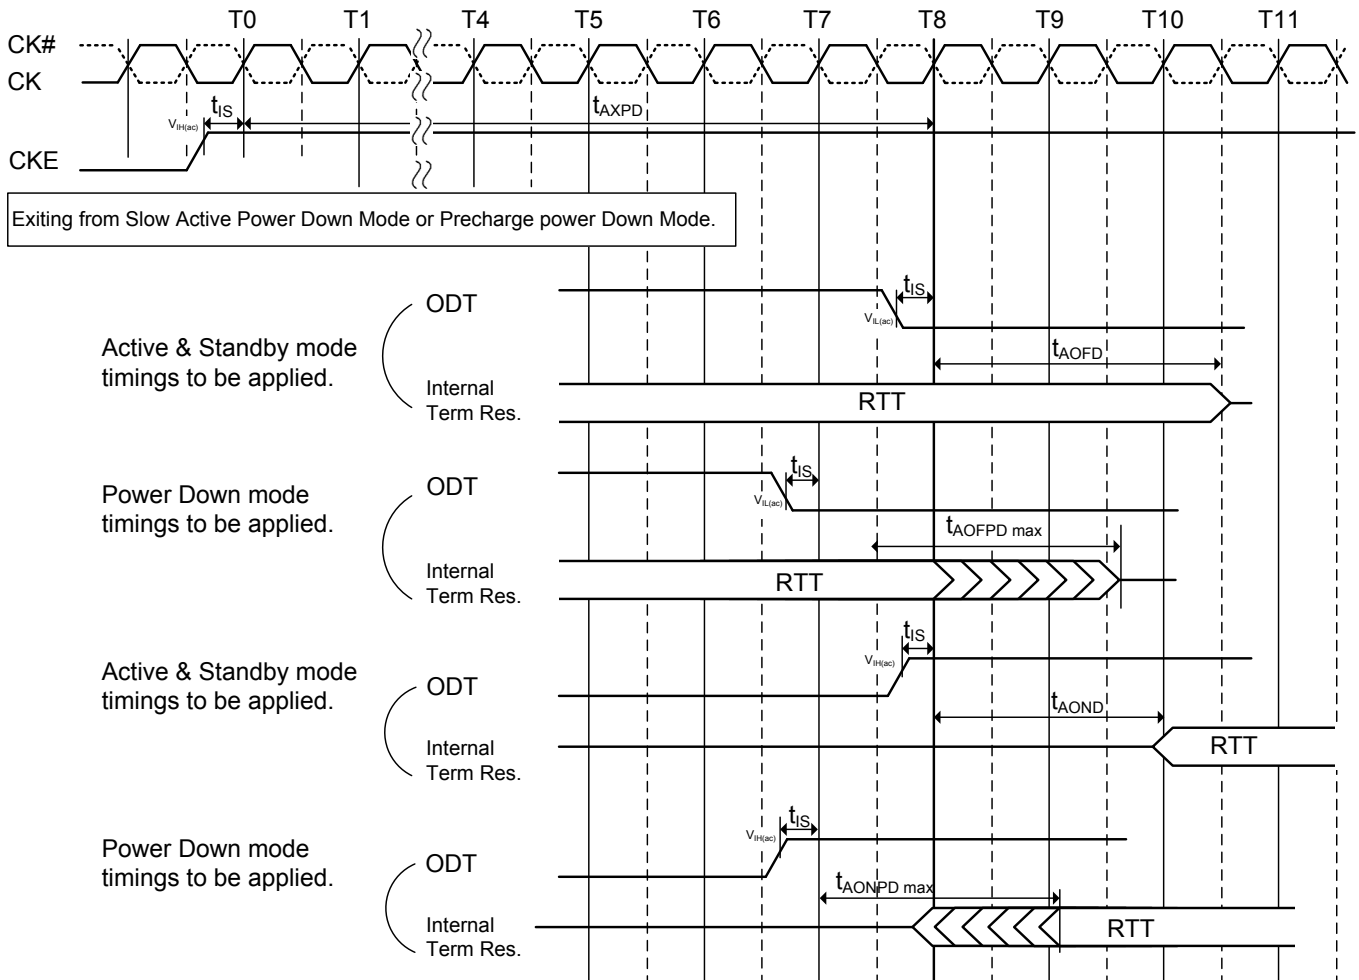 T0 T1 T4 T5 T6 T7 T8 T9 T10 T11
CK#
CK
tIS tAXPD
VIH(ac)
CKE
Exiting from Slow Active Power Down Mode or Precharge power Down Mode.
tIS
ODT
VIL(ac)
Active & Standby mode
timings to be applied.
tAOFD
Internal
Term Res.
RTT
tIS
ODT
VIL(ac)
Power Down mode
timings to be applied.
tAOFPD max
Internal
Term Res.
RTT
tIS
VIH(ac)
Active & Standby mode
timings to be applied.
ODT
tAOND
Internal
Term Res.
RTT
tIS
VIH(ac)
Power Down mode
timings to be applied.
ODT
tAONPD max
Internal
Term Res.
RTT